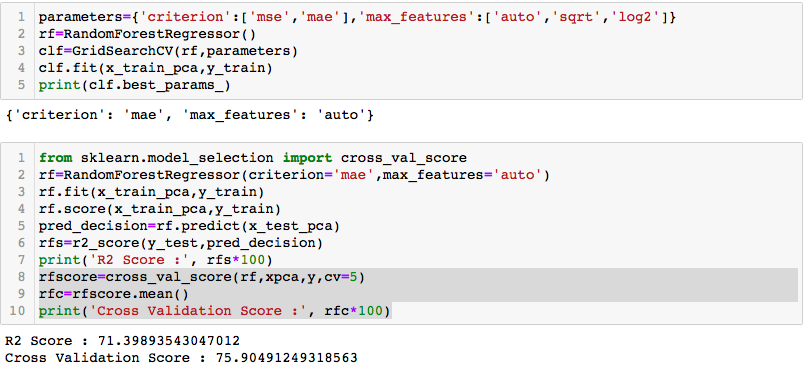 1 parameters={'criterion':['mse','mae'],'max_features':['auto','sqrt','log2']}
2 rf=RandomForestRegressor()
3 clf=GridSearchCV(rf,parameters)
4 clf.fit(x_train_pca,y_train)
5 print(clf.best_params_)
{'criterion': 'mae', 'max_features': 'auto'}
1 from sklearn.model_selection import cross_val_score
2 rf=RandomForestRegressor(criterion='mae',max_features='auto')
3 rf.fit(x_train_pca,y_train)
4 rf.score(x_train_pca,y_train)
5 pred_decision=rf.predict(x_test_pca)
6 rfs=r2_score(y_test,pred_decision)
7 print('R2 Score :', rfs*100)
8 rfscore=cross_val_score(rf,xpca,y,cv=5)
9 rfc=rfscore.mean()
10 print('Cross Validation Score :', rfc*100)
R2 Score : 71.39893543047012
Cross Validation Score : 75.90491249318563